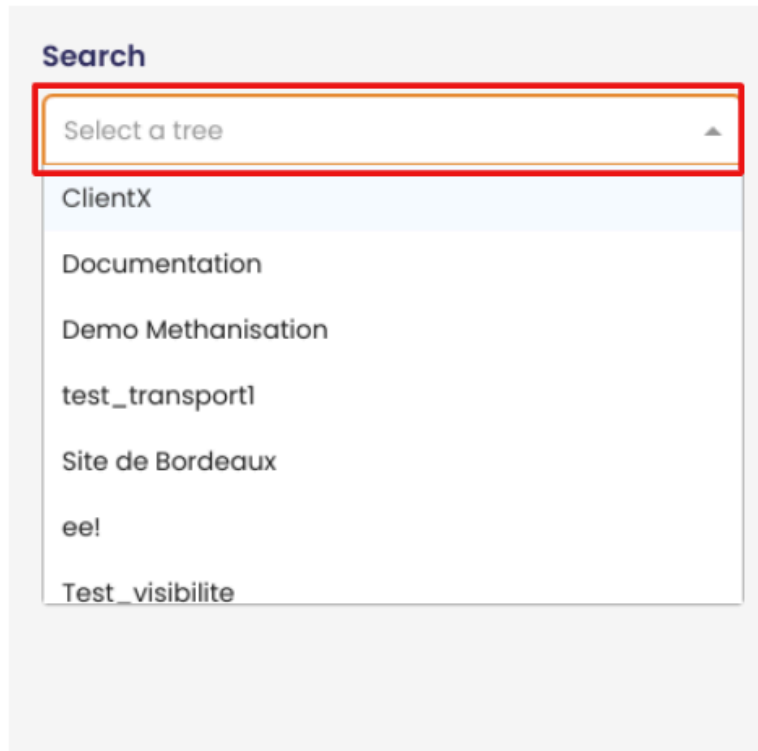 Search
Select a tree
ClientX
Documentation
Demo Methanisation
test_transport1
Site de Bordeaux
ee!
Test_visibilite